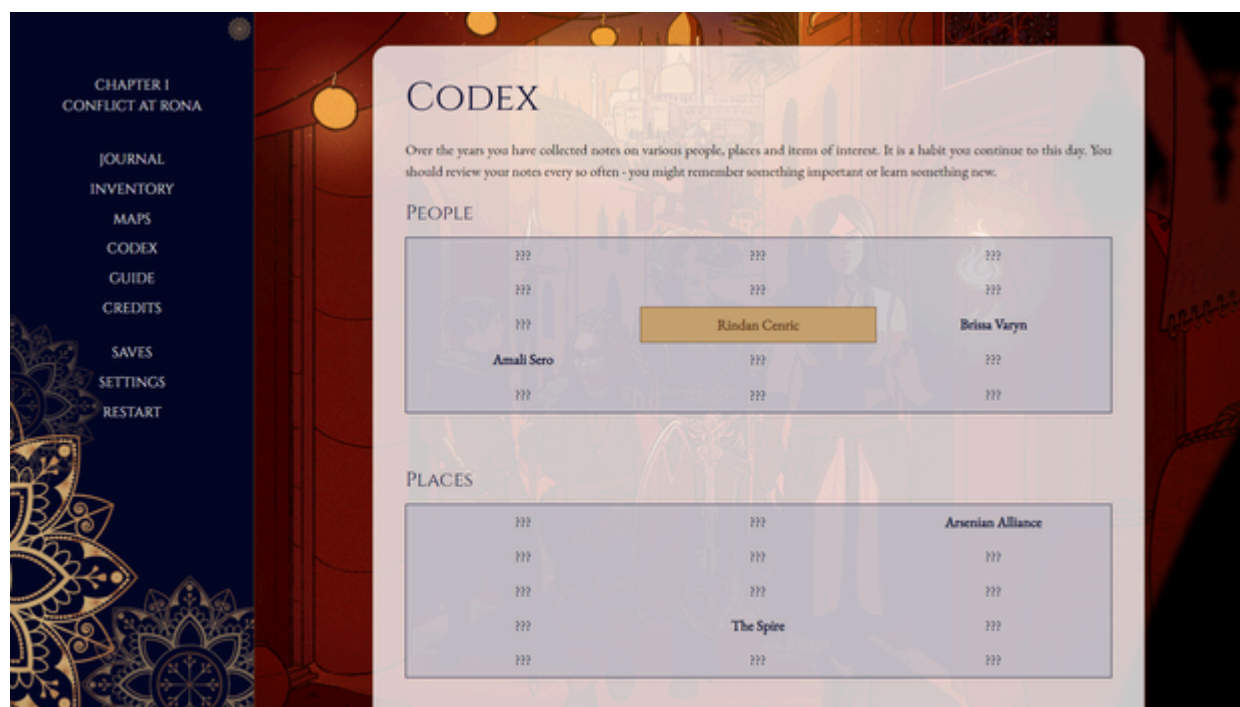 CHAPTER I
CONFLICT AT RONA
JOURNAL
INVENTORY
MAPS
CODEX
GUIDE
CREDITS
SAVES
SETTINGS
RESTART
CODEX
Over the years you have collected notes on various people, places and items of interest. It is a habit you continue to this day. You
should review your notes every so often - you might remember something important or learn something new.
PEOPLE
??? ??? ???
??? ??? ???
??? Rindan Cenric Brissa Varyn
Amali Sero ??? ???
??? ??? ???
PLACES
??? ??? Arsenian Alliance
??? ??? ???
??? ??? ???
??? The Spire ???
??? ??? ???